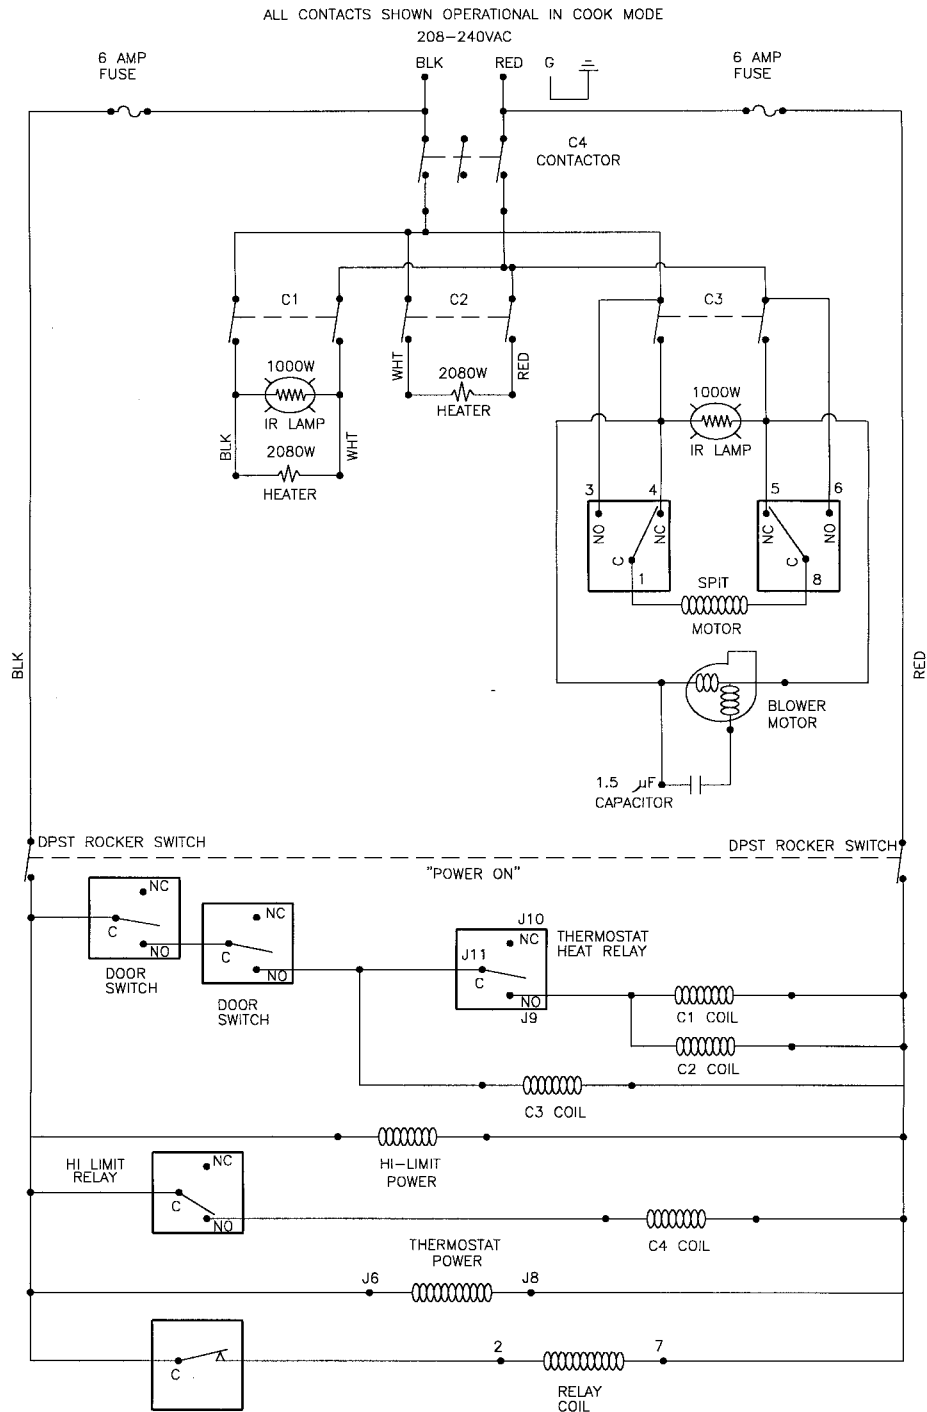 ALL CONTACTS SHOWN OPERATIONAL IN COOK MODE
208-240VAC
6 AMP
FUSE
BLK
RED
G
6 AMP
FUSE
C4
CONTACTOR
C1
C2
C3
1000W
IR LAMP
2080W
HEATER
BLK
WHT
WHT
RED
2080W
HEATER
1000W
IR LAMP
3
4
5
6
NO
NC
C
1
NC
NO
C
8
SPIT
MOTOR
BLK
RED
BLOWER
MOTOR
1.5 µF
CAPACITOR
DPST ROCKER SWITCH
DPST ROCKER SWITCH
"POWER ON"
NC
C
NO
DOOR
SWITCH
NC
C
NO
DOOR
SWITCH
J10
NC
THERMOSTAT
HEAT RELAY
J11
C
NO
J9
C1 COIL
C2 COIL
C3 COIL
HI-LIMIT
POWER
HI LIMIT
RELAY
NC
C
NO
C4 COIL
THERMOSTAT
POWER
J6
J8
C
2
7
RELAY
COIL